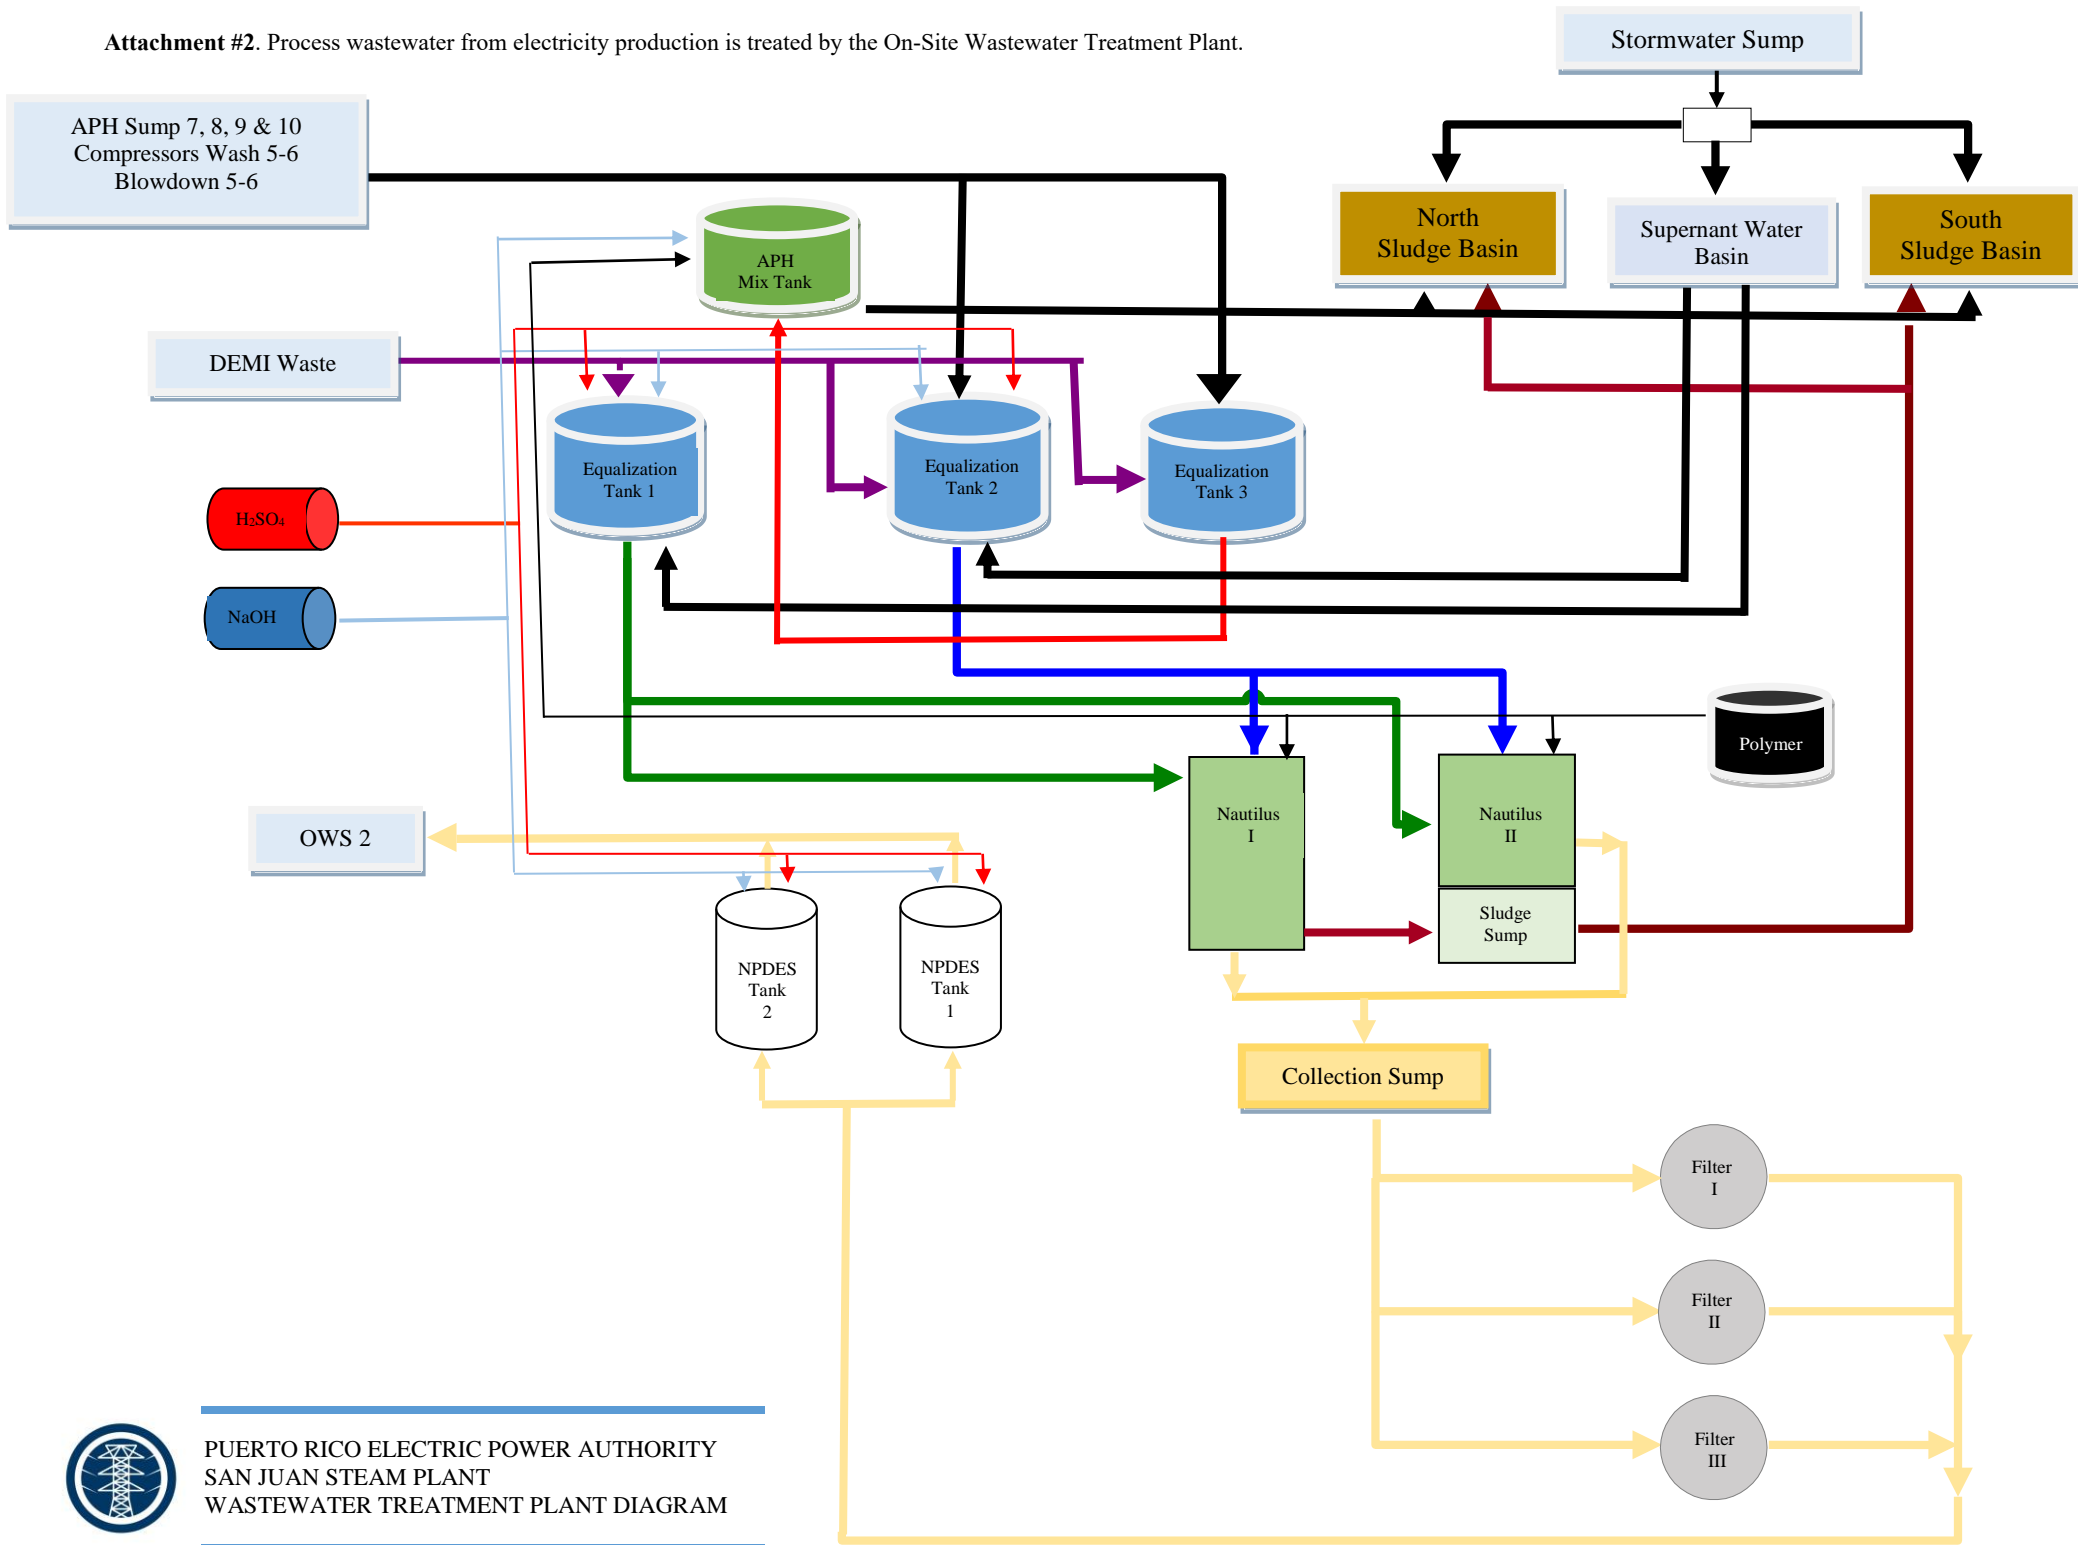 Attachment #2. Process wastewater from electricity production is treated by the On-Site Wastewater Treatment Plant.
Stormwater Sump
APH Sump 7, 8, 9 & 10
Compressors Wash 5-6
Blowdown 5-6
North
Sludge Basin
Supernant Water
Basin
South
Sludge Basin
APH
Mix Tank
DEMI Waste
Equalization
Tank 1
Equalization
Tank 2
Equalization
Tank 3
H₂SO₄
NaOH
Polymer
Nautilus
I
Nautilus
II
OWS 2
Sludge
Sump
NPDES
Tank
2
NPDES
Tank
1
Collection Sump
Filter
I
Filter
II
Filter
III
PUERTO RICO ELECTRIC POWER AUTHORITY
SAN JUAN STEAM PLANT
WASTEWATER TREATMENT PLANT DIAGRAM